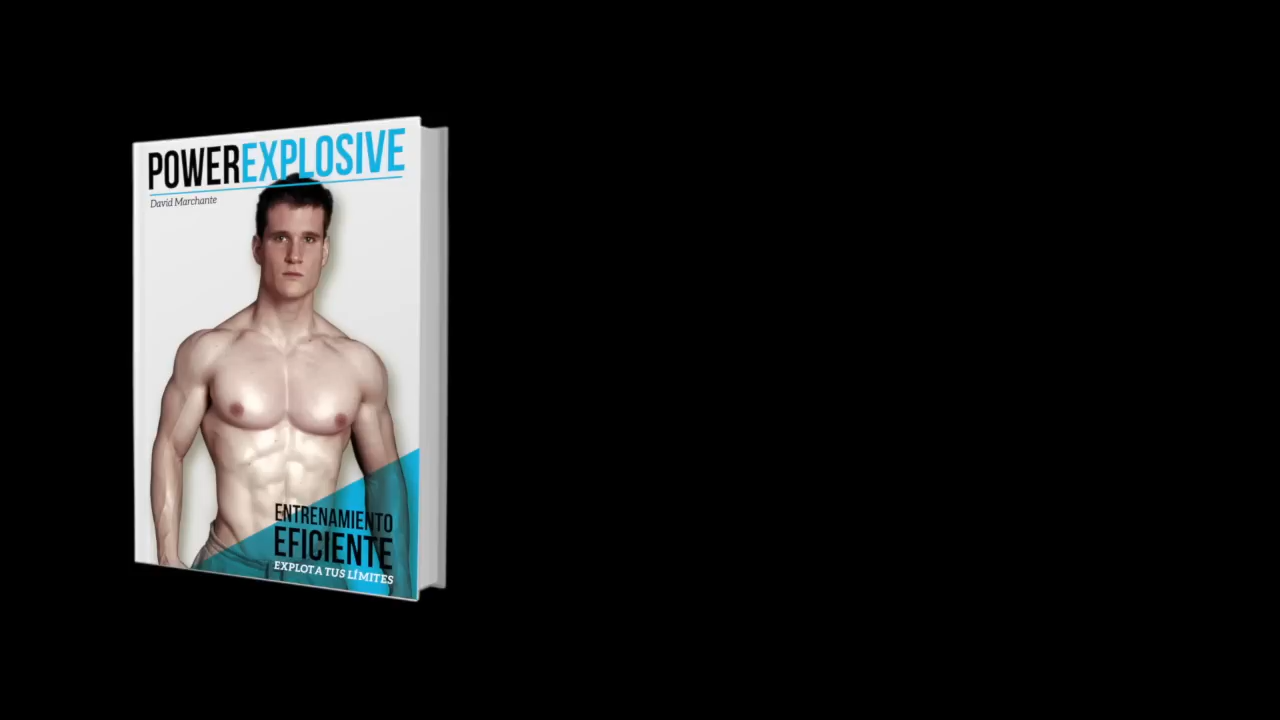 POWEREXPLOSIVE
David Marchante
ENTRENAMIENTO
EFICIENTE
EXPLOTA TUS LÍMITES